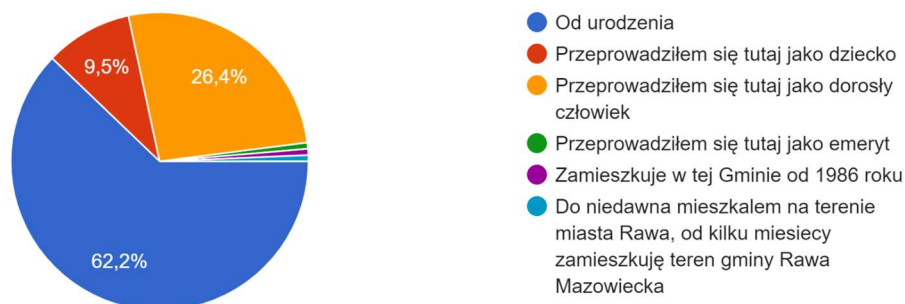 9,5%
26,4%
62,2%
Od urodzenia
Przeprowadziłem się tutaj jako dziecko
Przeprowadziłem się tutaj jako dorosły
człowiek
Przeprowadziłem się tutaj jako emeryt
Zamieszkuje w tej Gminie od 1986 roku
Do niedawna mieszkalem na terenie
miasta Rawa, od kilku miesiecy
zamieszkuję teren gminy Rawa
Mazowiecka